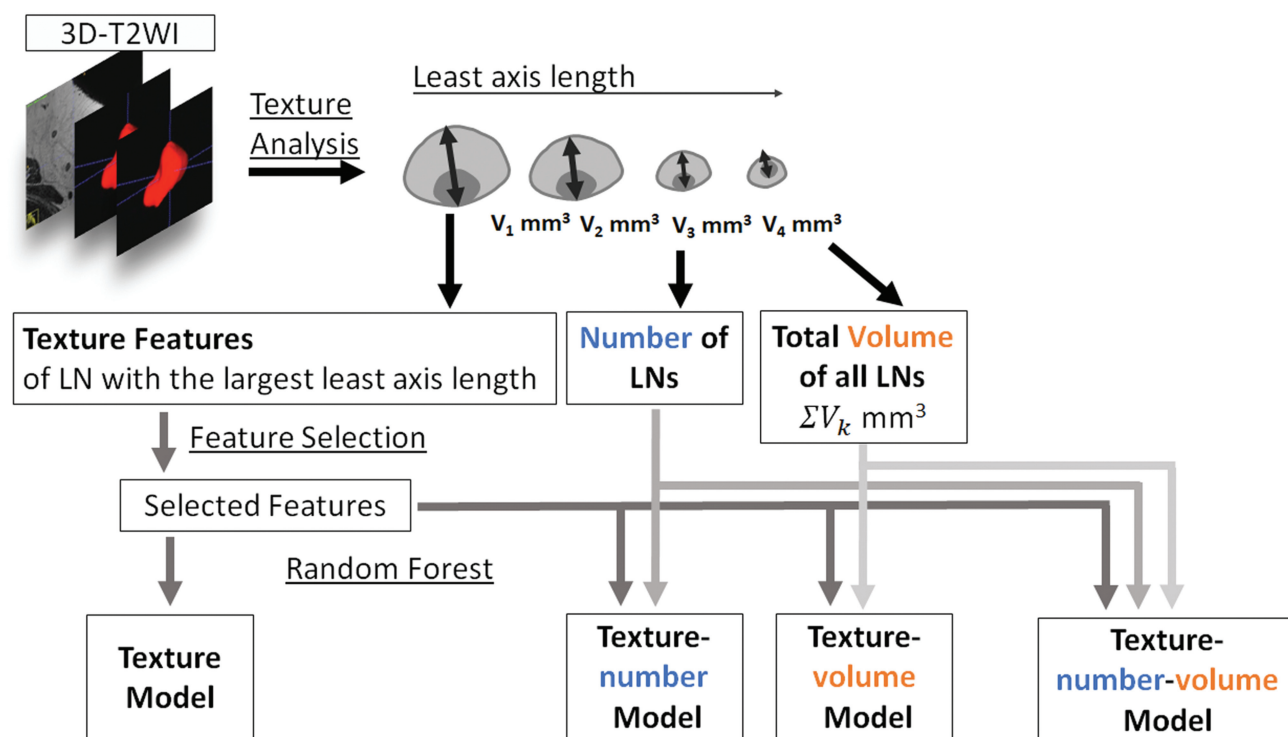 3D-T2WI
Least axis length
Texture
Analysis
V₁ mm³ V₂ mm³ V₃ mm³ V₄ mm³
Texture Features
of LN with the largest least axis length
Number of
LNs
Total Volume
of all LNs
ΣVₖ mm³
Feature Selection
Selected Features
Random Forest
Texture
Model
Texture-
number
Model
Texture-
volume
Model
Texture-
number-volume
Model